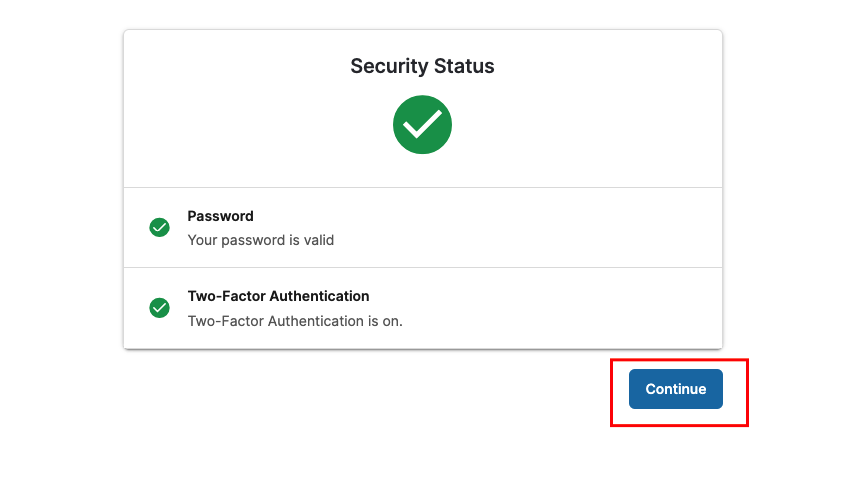 Security Status
Password
Your password is valid
Two-Factor Authentication
Two-Factor Authentication is on.
Continue